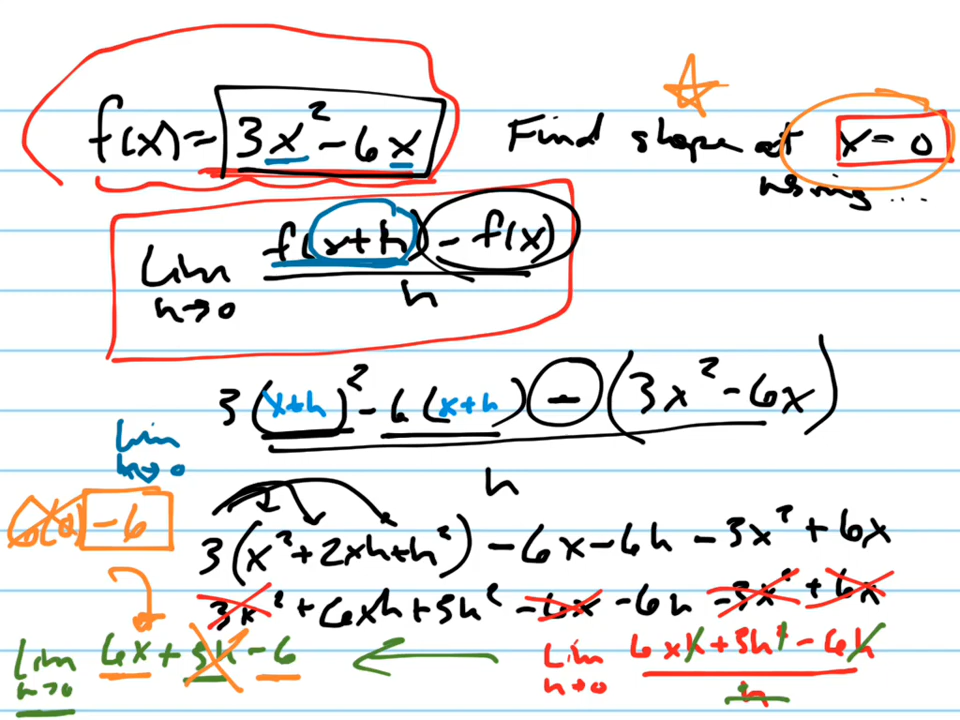 f(x) = 3x² - 6x
Find slope at x = 0
using...
lim h→0 (f(x+h) - f(x)) / h
lim h→0 (3(x+h)² - 6(x+h) - (3x² - 6x)) / h
6(0) - 6
3(x² + 2xh + h²) - 6x - 6h - 3x² + 6x
3x² + 6xh + 3h² - 6x - 6h - 3x² + 6x
lim h→0 6x + 3h - 6 ← lim h→0 (6xh + 3h² - 6h) / h